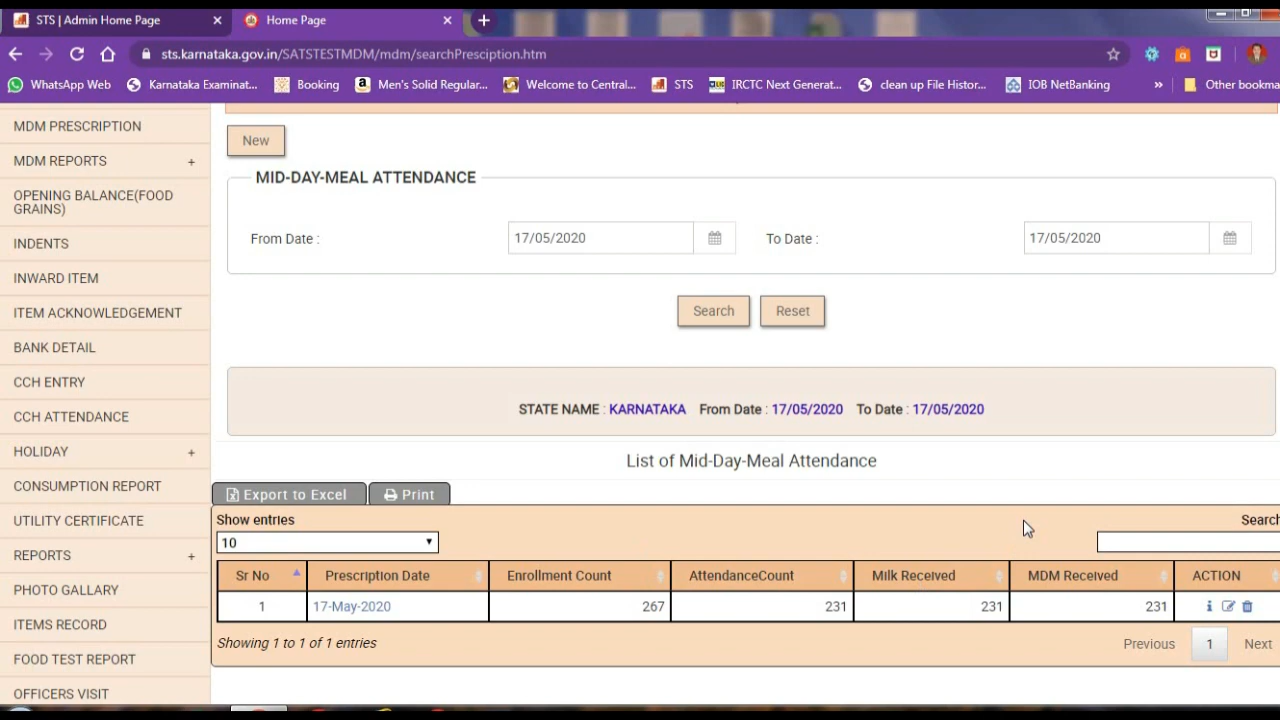 STS | Admin Home Page
Home Page
sts.karnataka.gov.in/SATSTESTMDM/mdm/searchPresciption.htm
WhatsApp Web
Karnataka Examinat...
Booking
Men's Solid Regular...
Welcome to Central...
STS
IRCTC Next Generat...
clean up File Histor...
IOB NetBanking
»
Other bookma
MDM PRESCRIPTION
MDM REPORTS +
OPENING BALANCE(FOOD
GRAINS)
INDENTS
INWARD ITEM
ITEM ACKNOWLEDGEMENT
BANK DETAIL
CCH ENTRY
CCH ATTENDANCE
HOLIDAY +
CONSUMPTION REPORT
UTILITY CERTIFICATE
REPORTS +
PHOTO GALLARY
ITEMS RECORD
FOOD TEST REPORT
OFFICERS VISIT
New
MID-DAY-MEAL ATTENDANCE
From Date : 17/05/2020 To Date : 17/05/2020
Search Reset
STATE NAME : KARNATAKA From Date : 17/05/2020 To Date : 17/05/2020
List of Mid-Day-Meal Attendance
Export to Excel Print
Show entries Search
10
Sr No Prescription Date Enrollment Count AttendanceCount Milk Received MDM Received ACTION
1 17-May-2020 267 231 231 231
Showing 1 to 1 of 1 entries Previous 1 Next